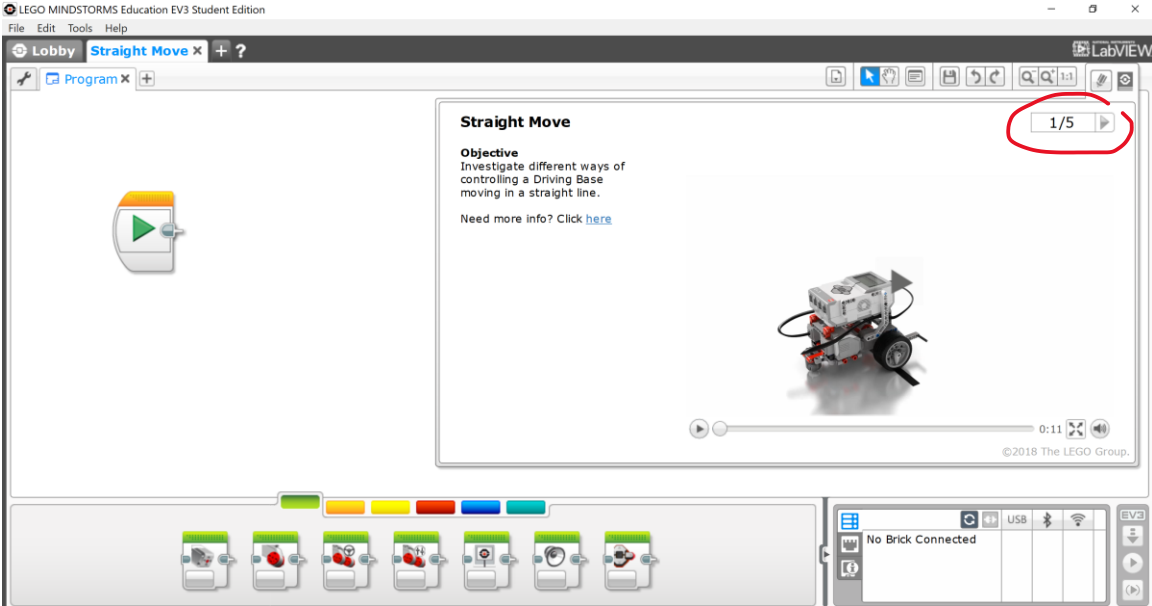 LEGO MINDSTORMS Education EV3 Student Edition
File Edit Tools Help
Lobby Straight Move × + ? LabVIEW
Program × + 1:1
Straight Move 1/5
Objective
Investigate different ways of
controlling a Driving Base
moving in a straight line.
Need more info? Click here
0:11
©2018 The LEGO Group.
USB EV3
No Brick Connected